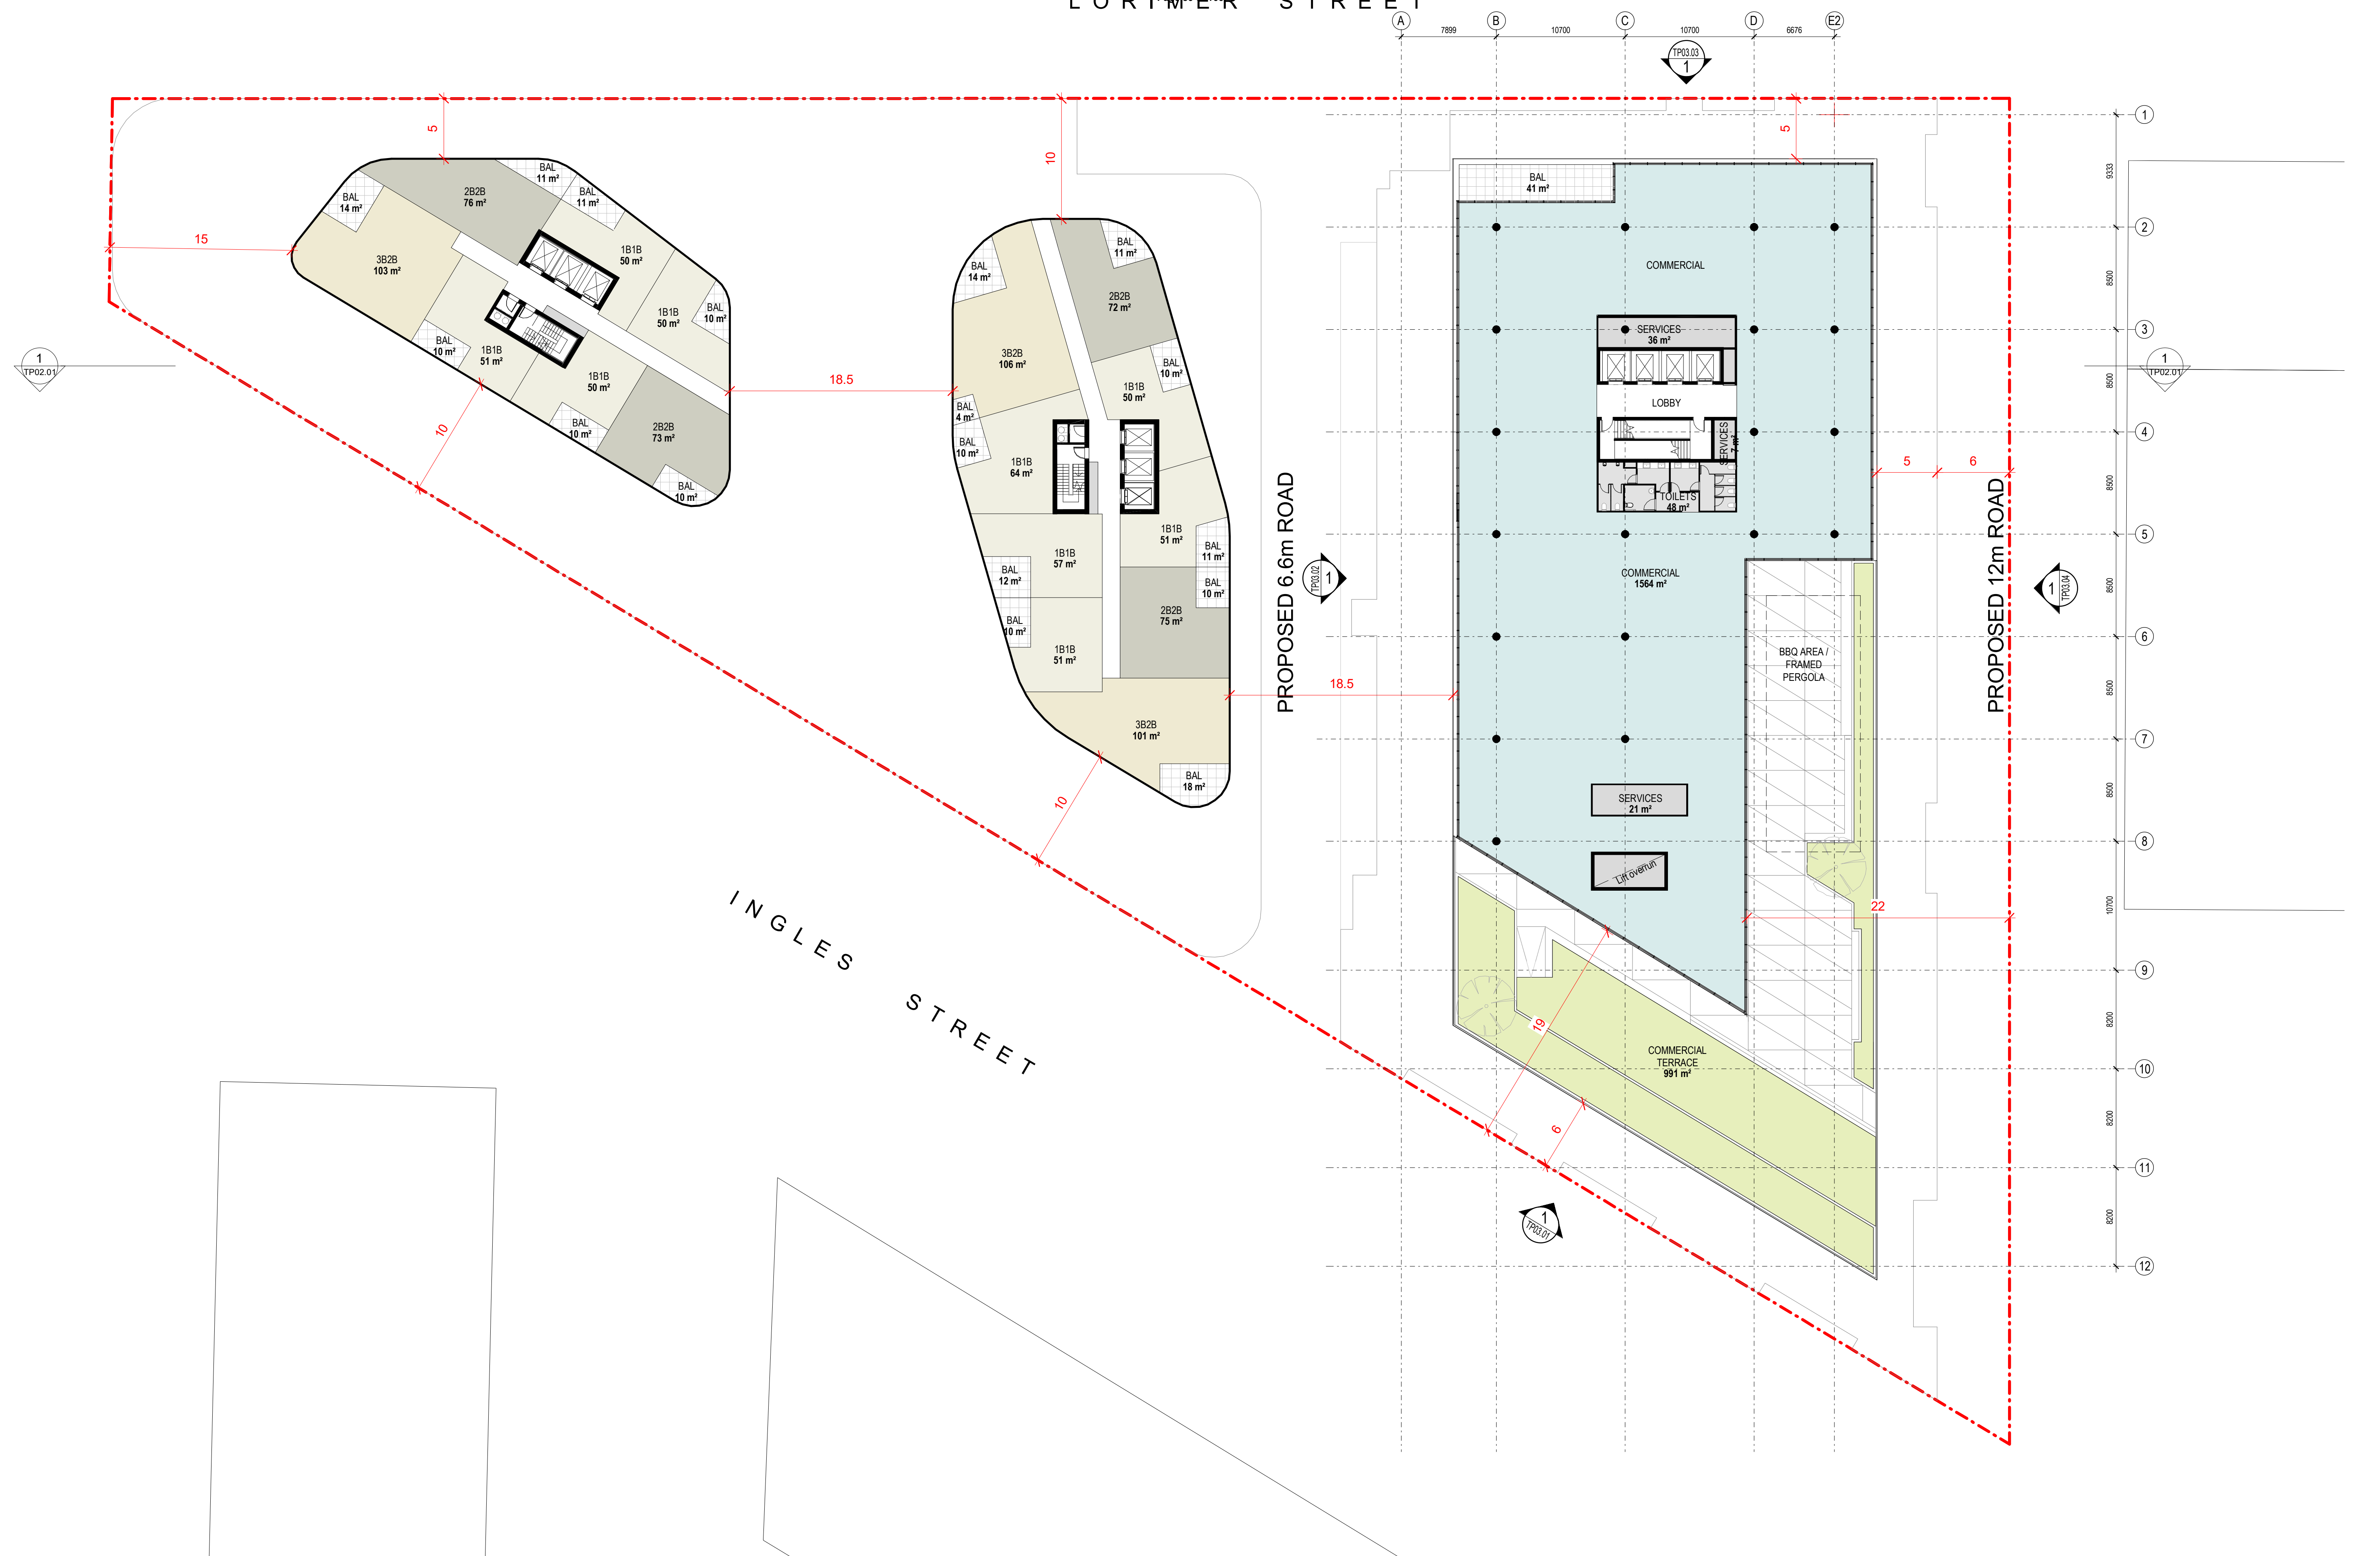 LORIMER STREET
A
B
C
D
E2
7899
10700
10700
6676
TP03.03
1
1
9333
2
8500
3
8500
4
8500
5
8500
6
8500
7
8500
8
10700
9
8200
10
8200
11
8200
12
5
10
5
15
BAL
14 m²
2B2B
76 m²
BAL
11 m²
BAL
11 m²
3B2B
103 m²
1B1B
50 m²
1B1B
50 m²
BAL
10 m²
BAL
10 m²
1B1B
51 m²
1B1B
50 m²
BAL
10 m²
2B2B
73 m²
BAL
10 m²
10
18.5
1
TP02.01
BAL
14 m²
BAL
11 m²
2B2B
72 m²
3B2B
106 m²
BAL
10 m²
1B1B
50 m²
BAL
4 m²
BAL
10 m²
1B1B
64 m²
1B1B
51 m²
BAL
11 m²
1B1B
57 m²
BAL
12 m²
BAL
10 m²
2B2B
75 m²
BAL
10 m²
1B1B
51 m²
3B2B
101 m²
BAL
18 m²
10
18.5
PROPOSED 6.6m ROAD
TP03.02
1
BAL
41 m²
COMMERCIAL
SERVICES
36 m²
LOBBY
SERVICES
7 m²
TOILETS
48 m²
COMMERCIAL
1564 m²
BBQ AREA /
FRAMED
PERGOLA
SERVICES
21 m²
Lift overrun
5
6
PROPOSED 12m ROAD
1
TP03.04
1
TP02.01
22
19
6
COMMERCIAL
TERRACE
991 m²
1
TP03.01
INGLES STREET